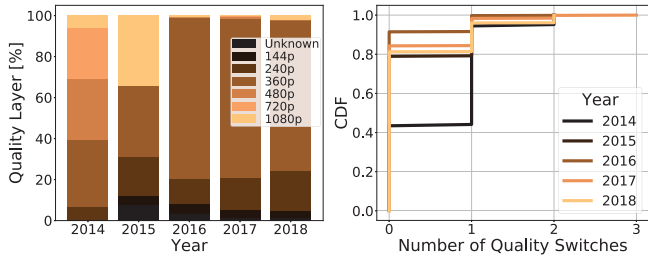 100
80
60
40
20
0
Quality Layer [%]
Unknown
144p
240p
360p
480p
720p
1080p
2014 2015 2016 2017 2018
Year
1.0
0.8
0.6
0.4
0.2
0.0
CDF
Year
2014
2015
2016
2017
2018
0 1 2 3
Number of Quality Switches